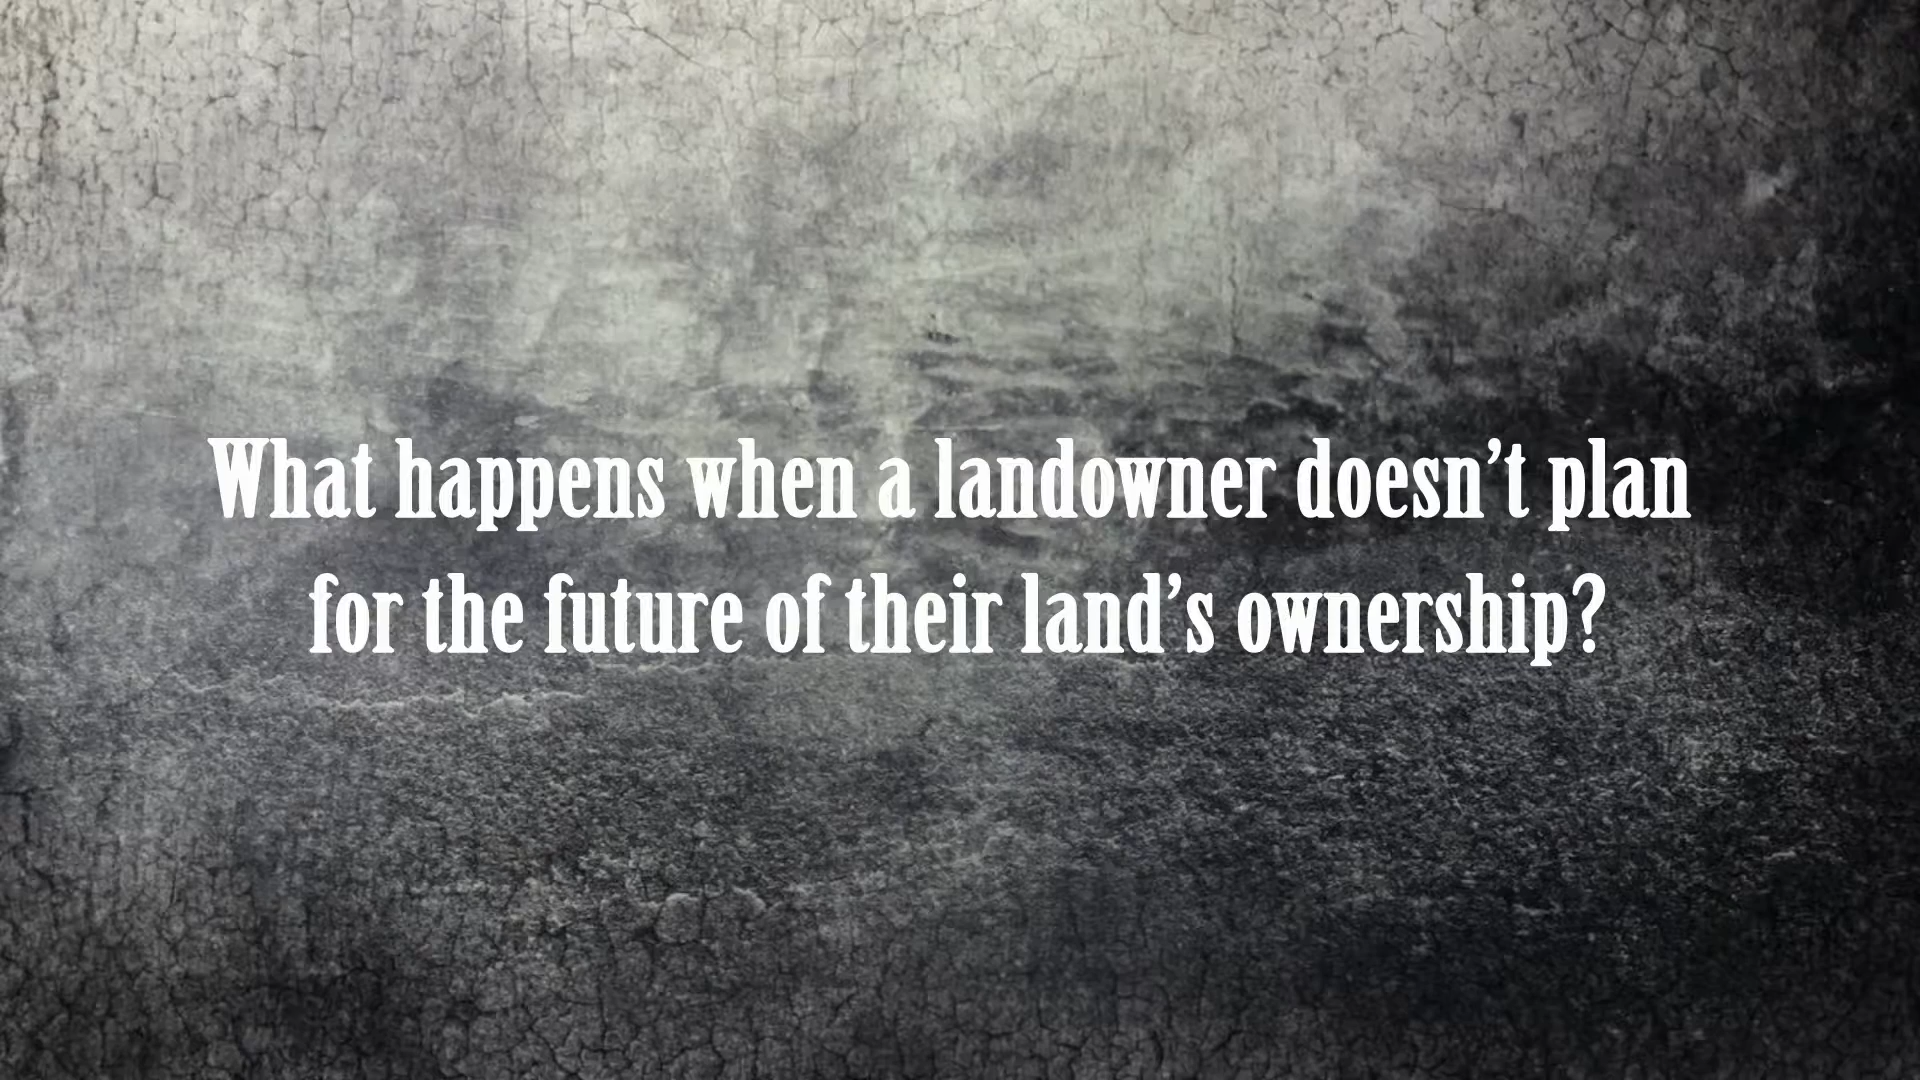 What happens when a landowner doesn’t plan
for the future of their land’s ownership?